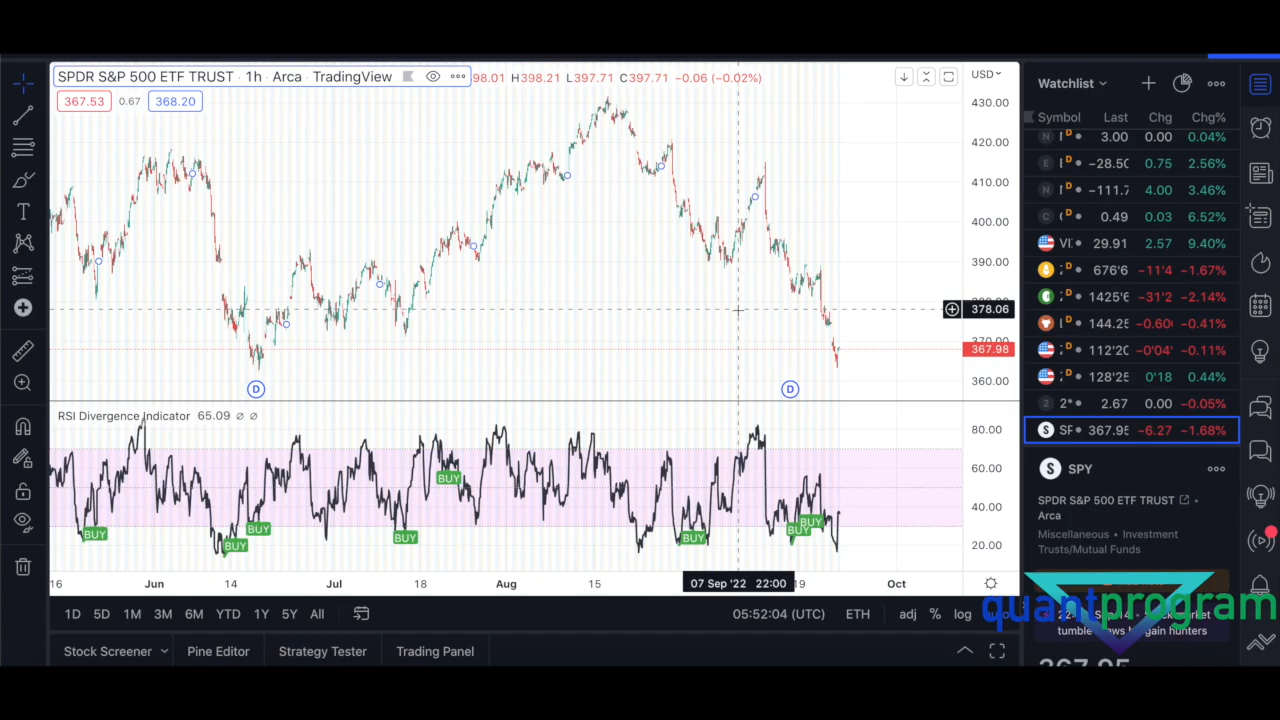 SPDR S&P 500 ETF TRUST · 1h · Arca · TradingView
98.01 H398.21 L397.71 C397.71 −0.06 (−0.02%)
367.53 0.67 368.20
USD
430.00
420.00
410.00
400.00
390.00
378.06
367.98
360.00
D D
RSI Divergence Indicator 65.09 ∅ ∅
80.00
60.00
40.00
20.00
BUY
BUY
BUY
BUY
BUY
BUY
BUY
BUY
16 Jun 14 Jul 18 Aug 15 07 Sep '22 22:00 19 Oct
1D 5D 1M 3M 6M YTD 1Y 5Y All
05:52:04 (UTC) ETH adj % log
Stock Screener Pine Editor Strategy Tester Trading Panel
Watchlist
Symbol Last Chg Chg%
N D 3.00 0.00 0.04%
E D −28.50 0.75 2.56%
N D −111.7 4.00 3.46%
C D 0.49 0.03 6.52%
VI 29.91 2.57 9.40%
D 676'6 −11'4 −1.67%
D 1425'6 −31'2 −2.14%
D 144.25 −0.60 −0.41%
D 112'20 −0'04' −0.11%
D 128'25 0'18 0.44%
2 2* 2.67 0.00 −0.05%
S SF 367.95 −6.27 −1.68%
S SPY
SPDR S&P 500 ETF TRUST •
Arca
Miscellaneous • Investment
Trusts/Mutual Funds
quantprogram
hunters
367.95